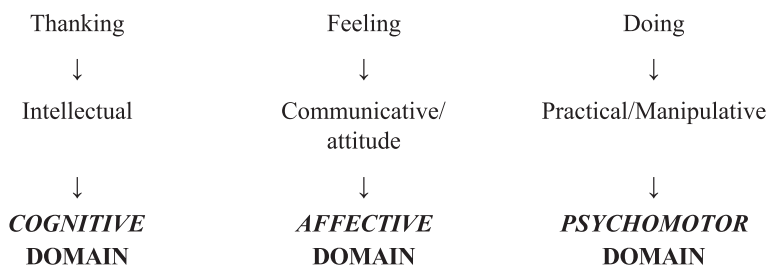 Thanking Feeling Doing
↓ ↓ ↓
Intellectual Communicative/ Practical/Manipulative
attitude
↓ ↓ ↓
COGNITIVE AFFECTIVE PSYCHOMOTOR
DOMAIN DOMAIN DOMAIN